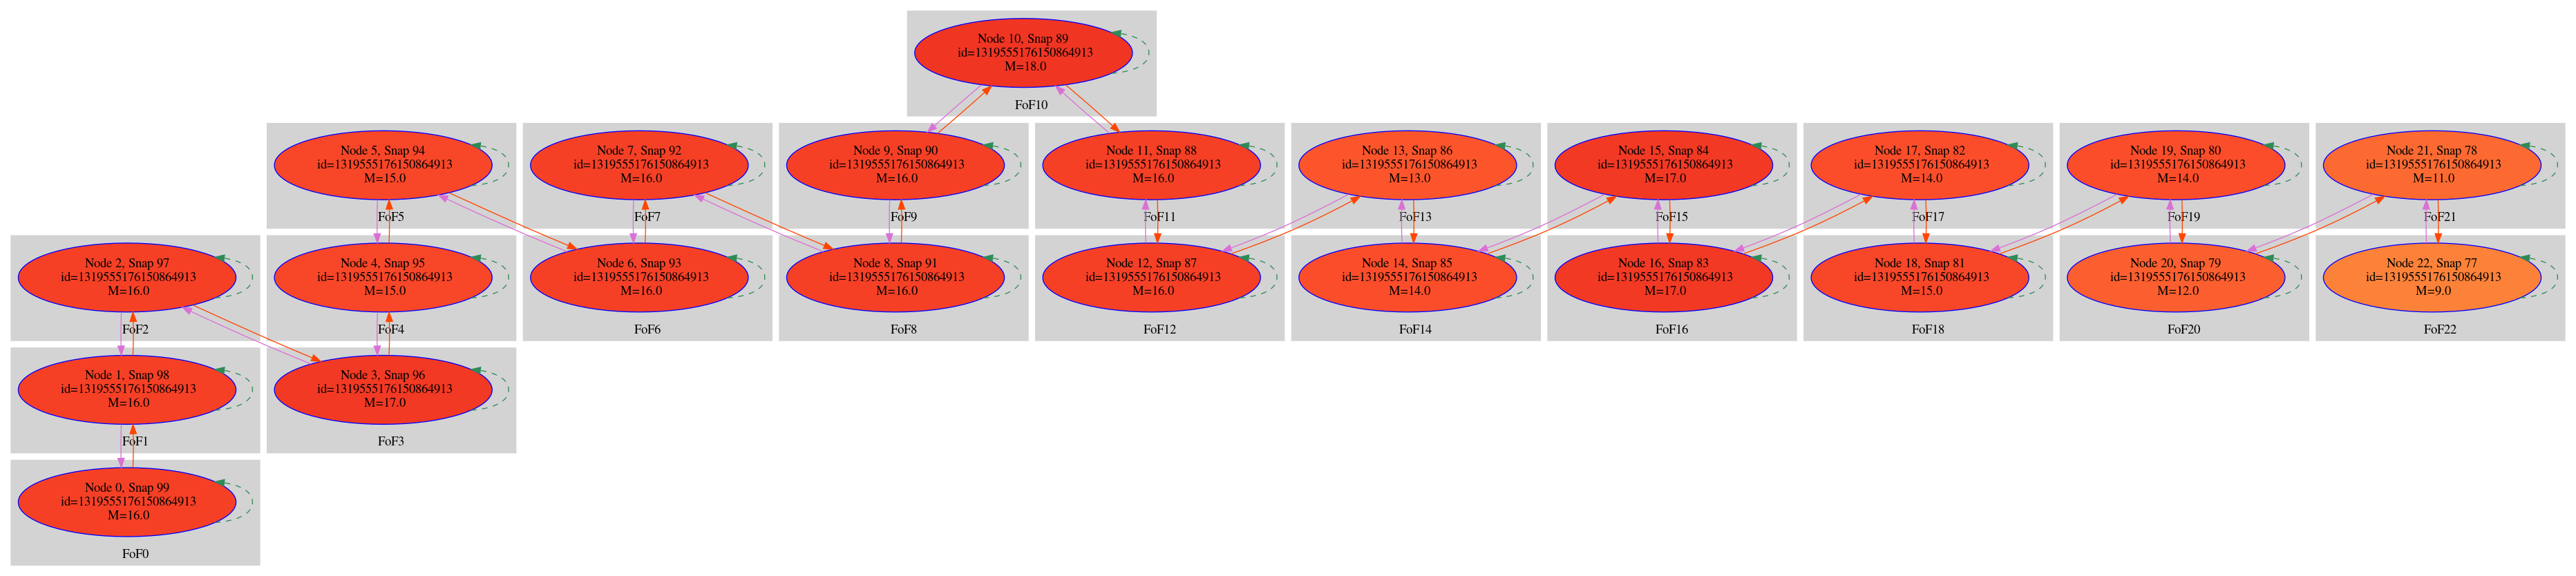 Node 10, Snap 89
id=1319555176150864913
M=18.0
FoF10
Node 5, Snap 94
id=1319555176150864913
M=15.0
FoF5
Node 7, Snap 92
id=1319555176150864913
M=16.0
FoF7
Node 9, Snap 90
id=1319555176150864913
M=16.0
FoF9
Node 11, Snap 88
id=1319555176150864913
M=16.0
FoF11
Node 13, Snap 86
id=1319555176150864913
M=13.0
FoF13
Node 15, Snap 84
id=1319555176150864913
M=17.0
FoF15
Node 17, Snap 82
id=1319555176150864913
M=14.0
FoF17
Node 19, Snap 80
id=1319555176150864913
M=14.0
FoF19
Node 21, Snap 78
id=1319555176150864913
M=11.0
FoF21
Node 2, Snap 97
id=1319555176150864913
M=16.0
FoF2
Node 4, Snap 95
id=1319555176150864913
M=15.0
FoF4
Node 6, Snap 93
id=1319555176150864913
M=16.0
FoF6
Node 8, Snap 91
id=1319555176150864913
M=16.0
FoF8
Node 12, Snap 87
id=1319555176150864913
M=16.0
FoF12
Node 14, Snap 85
id=1319555176150864913
M=14.0
FoF14
Node 16, Snap 83
id=1319555176150864913
M=17.0
FoF16
Node 18, Snap 81
id=1319555176150864913
M=15.0
FoF18
Node 20, Snap 79
id=1319555176150864913
M=12.0
FoF20
Node 22, Snap 77
id=1319555176150864913
M=9.0
FoF22
Node 1, Snap 98
id=1319555176150864913
M=16.0
FoF1
Node 3, Snap 96
id=1319555176150864913
M=17.0
FoF3
Node 0, Snap 99
id=1319555176150864913
M=16.0
FoF0